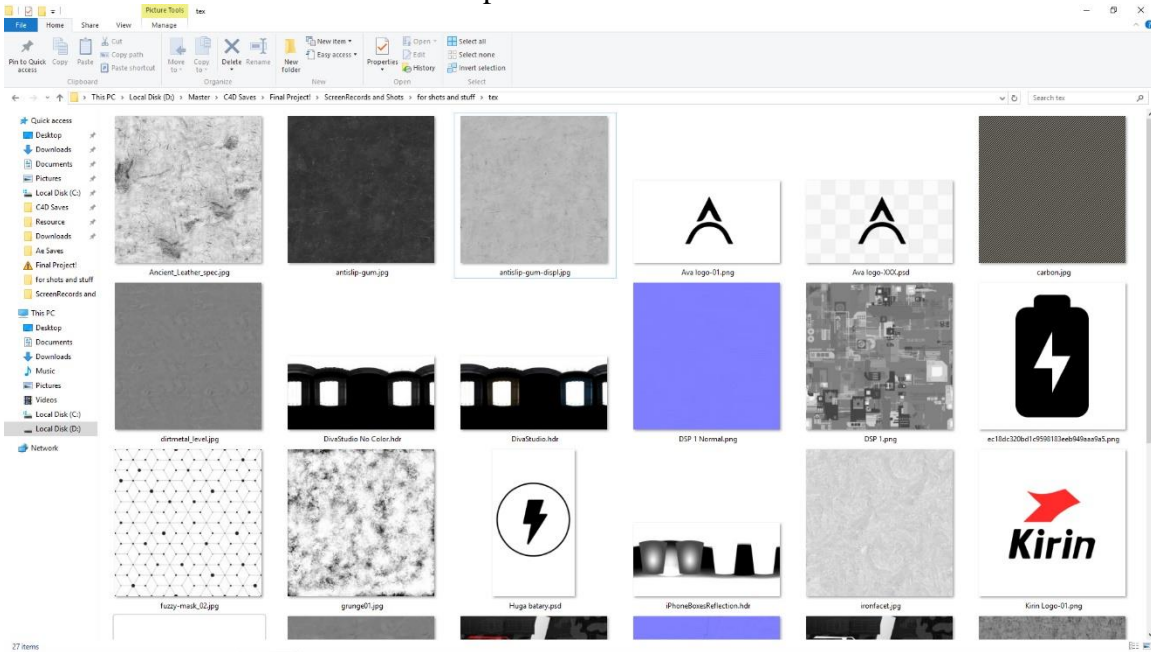 Picture Tools tex
File Home Share View Manage
Pin to Quick access
Copy
Paste
Cut
Copy path
Paste shortcut
Clipboard
Move to
Copy to
Delete
Rename
Organize
New folder
New item
Easy access
New
Properties
Open
Edit
History
Open
Select all
Select none
Invert selection
Select
This PC > Local Disk (D:) > Master > C4D Saves > Final Project! > ScreenRecords and Shots > for shots and stuff > tex
Search tex
Quick access
Desktop
Downloads
Documents
Pictures
Local Disk (C:)
C4D Saves
Resource
Downloads
Ae Saves
Final Project!
for shots and stuff
ScreenRecords and
This PC
Desktop
Documents
Downloads
Music
Pictures
Videos
Local Disk (C:)
Local Disk (D:)
Network
Ancient_Leather_spec.jpg
antislip-gum.jpg
antislip-gum-displ.jpg
Ava logo-01.png
Ava logo-XXX.psd
carbon.jpg
dirtmetal_level.jpg
DivaStudio No Color.hdr
DivaStudio.hdr
DSP 1 Normal.png
DSP 1.png
Kirin
fuzzy-mask_02.jpg
grunge01.jpg
Huga batary.psd
iPhoneBoxesReflection.hdr
ironfacet.jpg
Kirin Logo-01.png
27 items